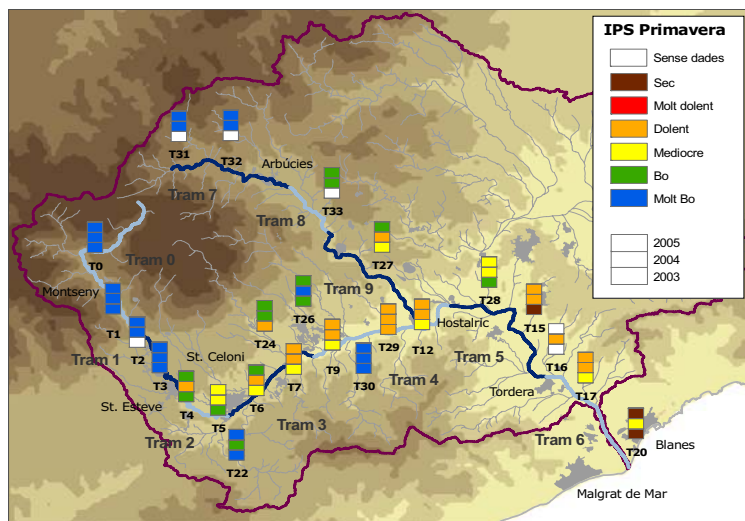 IPS Primavera
Sense dades
Sec
Molt dolent
Dolent
Mediocre
Bo
Molt Bo
2005
2004
2003
T31
T32
Arbúcies
Tram 7
T33
Tram 8
T0
Tram 0
T27
Montseny
Tram 9
T28
T1
T26
T15
Hostalric
Tram 1
T2
T24
T29
T12
St. Celoni
T9
Tram 5
T16
T3
T7
T30
Tram 4
T6
Tordera
T17
St. Esteve
T4
T5
Tram 3
Tram 2
Tram 6
Blanes
T20
T22
Malgrat de Mar